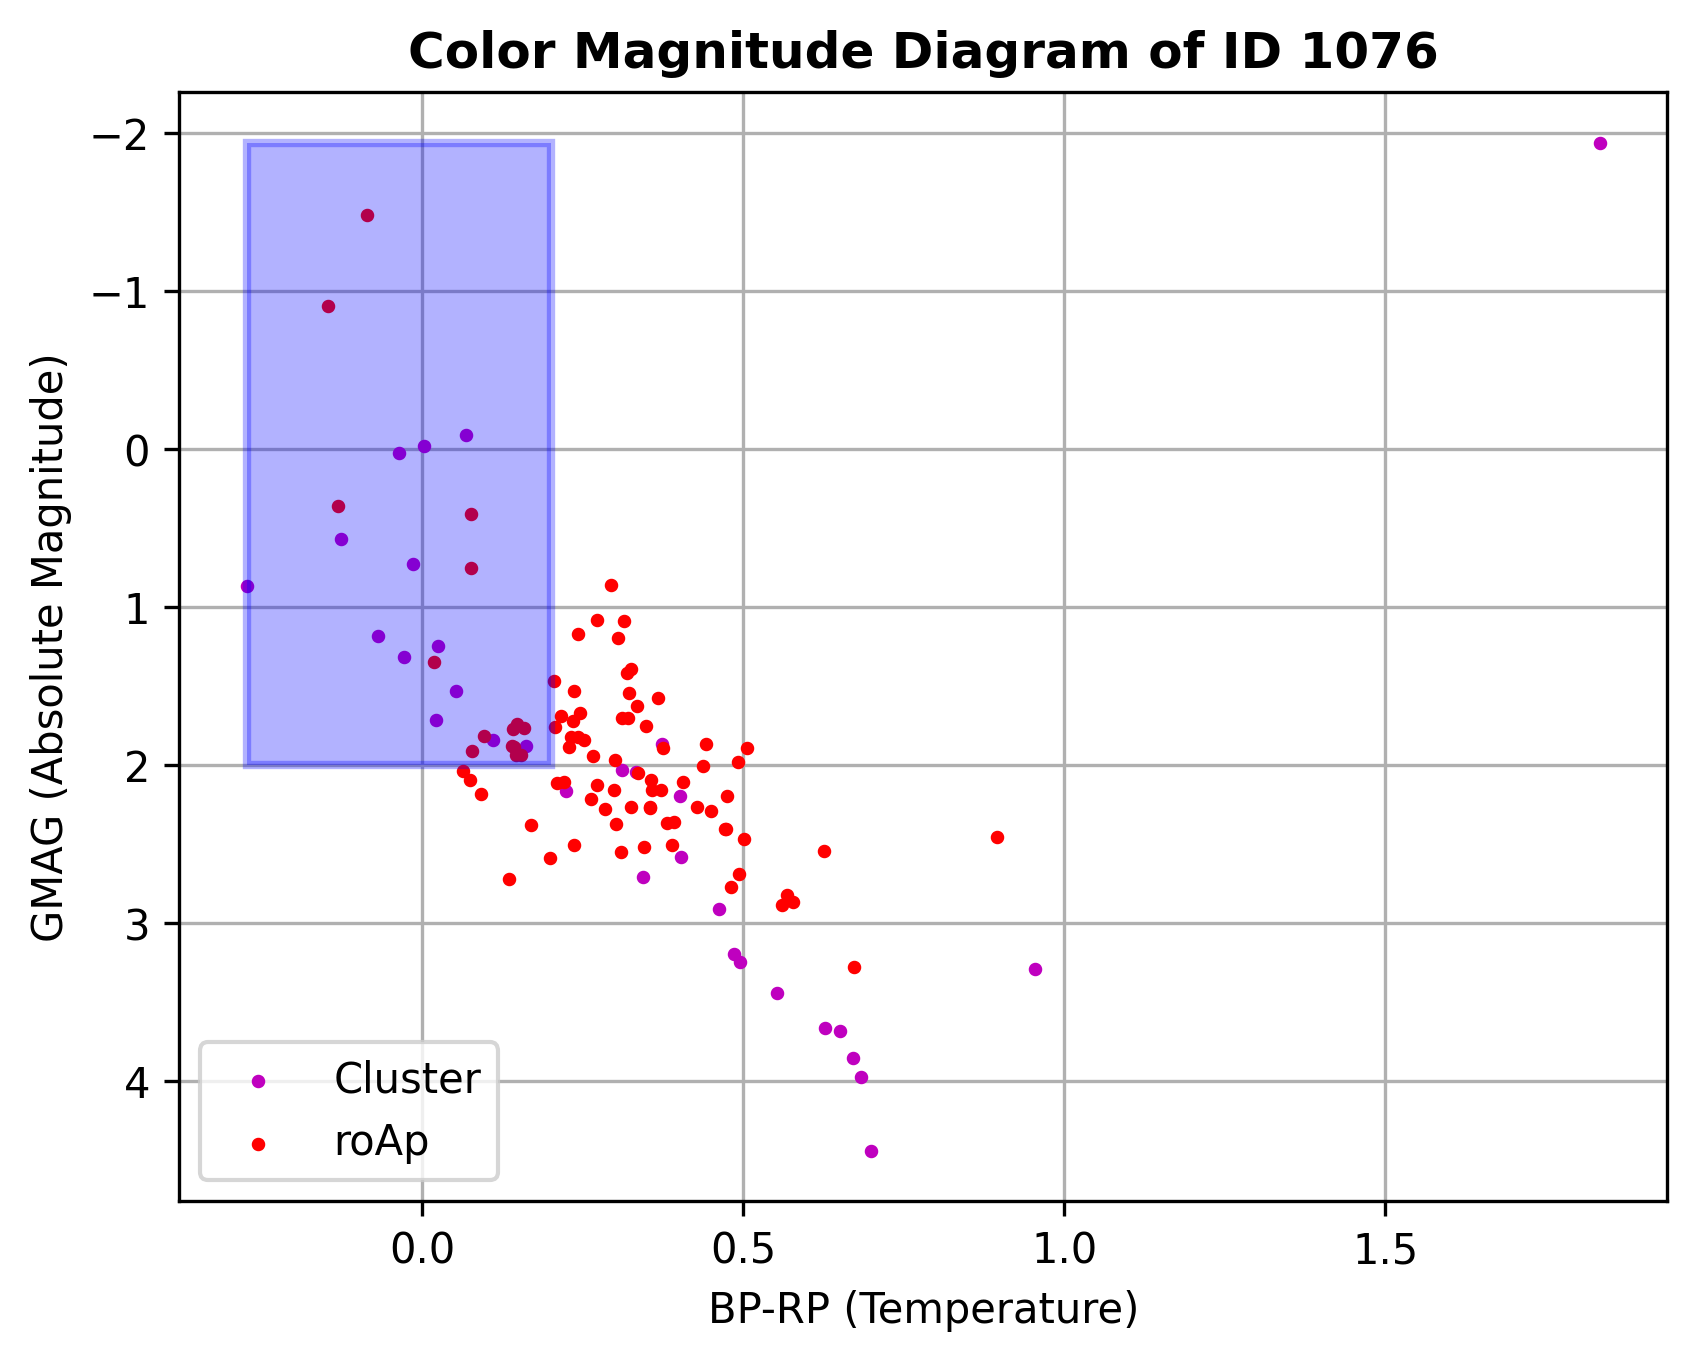 Color Magnitude Diagram of ID 1076
GMAG (Absolute Magnitude)
−2
−1
0
1
2
3
4
Cluster
roAp
0.0 0.5 1.0 1.5
BP-RP (Temperature)